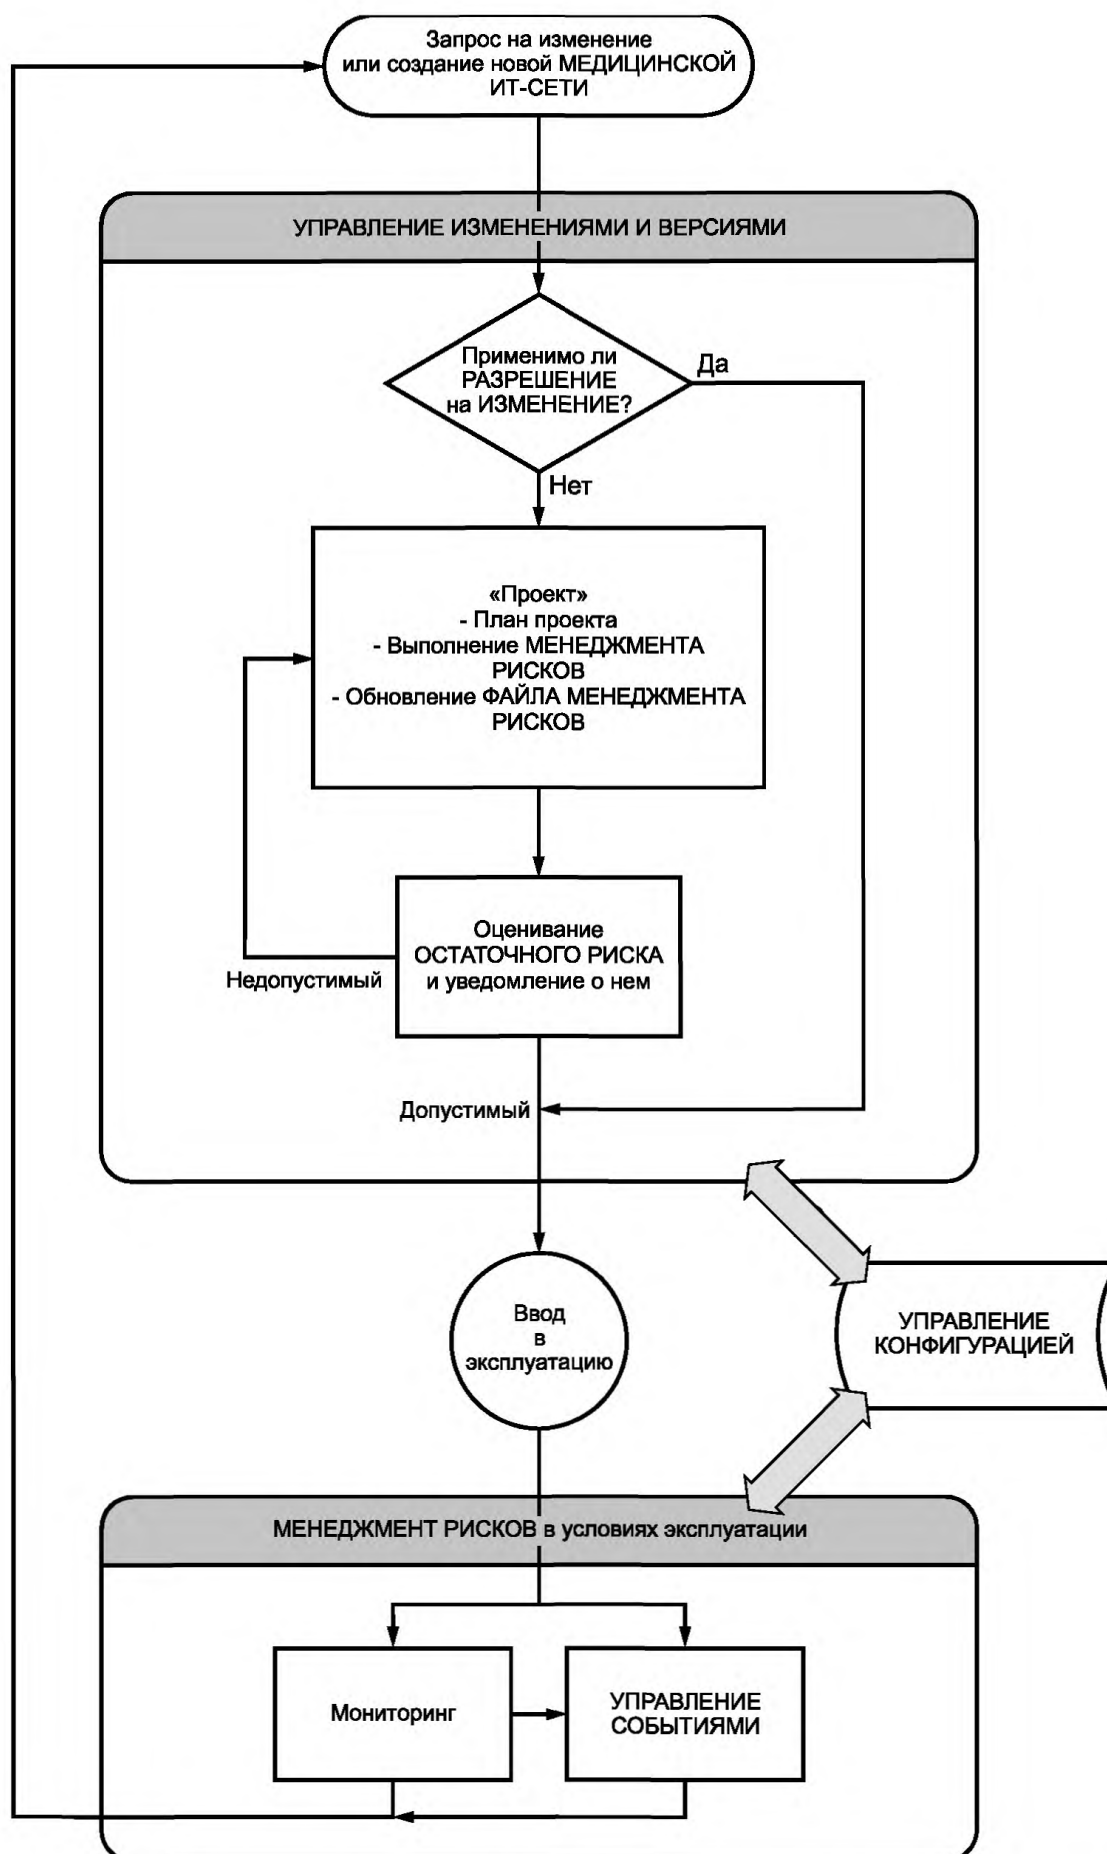 Запрос на изменение
или создание новой МЕДИЦИНСКОЙ
ИТ-СЕТИ
УПРАВЛЕНИЕ ИЗМЕНЕНИЯМИ И ВЕРСИЯМИ
Применимо ли
РАЗРЕШЕНИЕ
на ИЗМЕНЕНИЕ?
Да
Нет
«Проект»
- План проекта
- Выполнение МЕНЕДЖМЕНТА
РИСКОВ
- Обновление ФАЙЛА МЕНЕДЖМЕНТА
РИСКОВ
Оценивание
ОСТАТОЧНОГО РИСКА
и уведомление о нем
Недопустимый
Допустимый
Ввод
в
эксплуатацию
УПРАВЛЕНИЕ
КОНФИГУРАЦИЕЙ
МЕНЕДЖМЕНТ РИСКОВ в условиях эксплуатации
Мониторинг
УПРАВЛЕНИЕ
СОБЫТИЯМИ